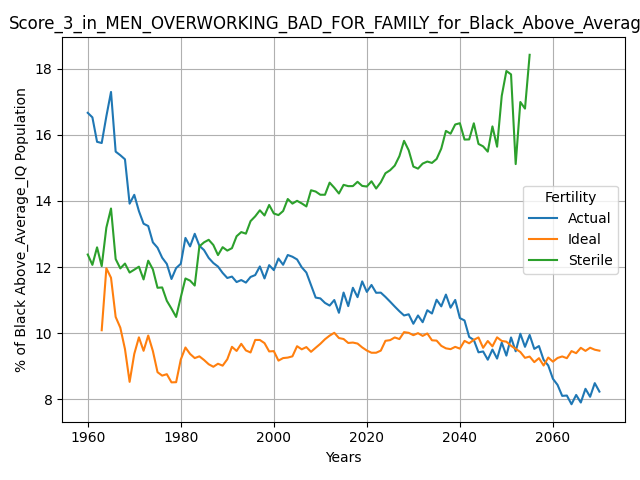 Score_3_in_MEN_OVERWORKING_BAD_FOR_FAMILY_for_Black_Above_Averag
% of Black Above_Average_IQ Population
18
16
14
12
10
8
Fertility
Actual
Ideal
Sterile
1960 1980 2000 2020 2040 2060
Years